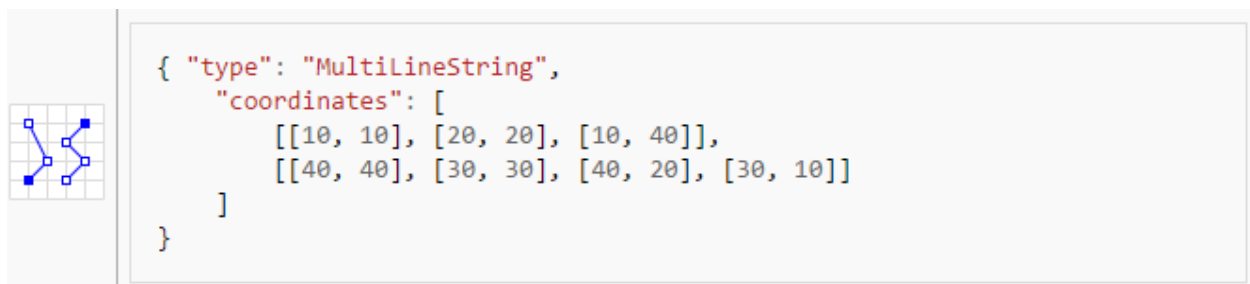 { "type": "MultiLineString",
    "coordinates": [
        [[10, 10], [20, 20], [10, 40]],
        [[40, 40], [30, 30], [40, 20], [30, 10]]
    ]
}